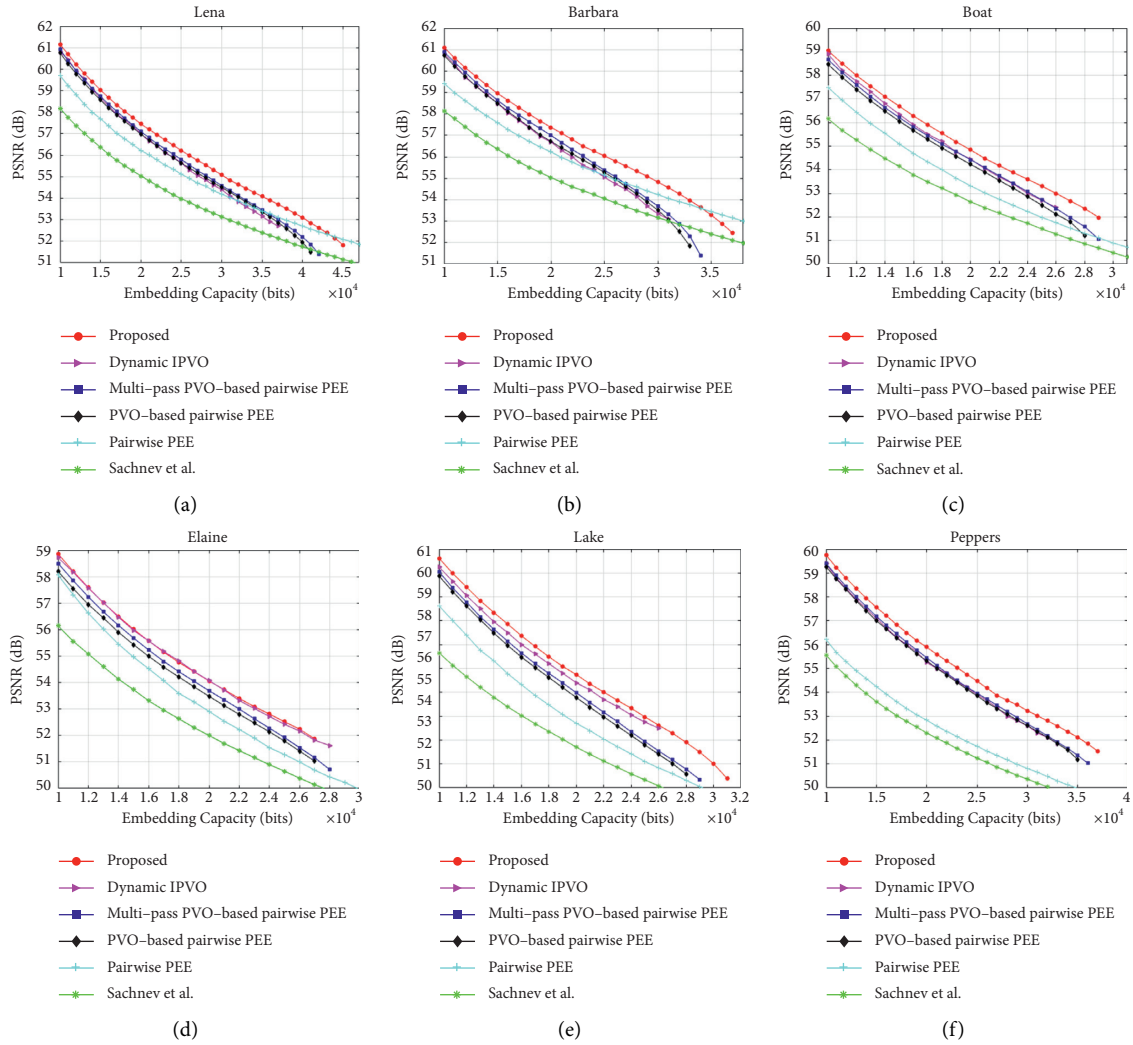 Lena
62
61
60
59
58
57
56
55
54
53
52
51
PSNR (dB)
1 1.5 2 2.5 3 3.5 4 4.5
Embedding Capacity (bits)
×10⁴
Proposed
Dynamic IPVO
Multi–pass PVO–based pairwise PEE
PVO–based pairwise PEE
Pairwise PEE
Sachnev et al.
(a)
Barbara
62
61
60
59
58
57
56
55
54
53
52
51
PSNR (dB)
1 1.5 2 2.5 3 3.5
Embedding Capacity (bits)
×10⁴
Proposed
Dynamic IPVO
Multi–pass PVO–based pairwise PEE
PVO–based pairwise PEE
Pairwise PEE
Sachnev et al.
(b)
Boat
60
59
58
57
56
55
54
53
52
51
50
PSNR (dB)
1 1.2 1.4 1.6 1.8 2 2.2 2.4 2.6 2.8 3
Embedding Capacity (bits)
×10⁴
Proposed
Dynamic IPVO
Multi–pass PVO–based pairwise PEE
PVO–based pairwise PEE
Pairwise PEE
Sachnev et al.
(c)
Elaine
59
58
57
56
55
54
53
52
51
50
PSNR (dB)
1 1.2 1.4 1.6 1.8 2 2.2 2.4 2.6 2.8 3
Embedding Capacity (bits)
×10⁴
Proposed
Dynamic IPVO
Multi–pass PVO–based pairwise PEE
PVO–based pairwise PEE
Pairwise PEE
Sachnev et al.
(d)
Lake
61
60
59
58
57
56
55
54
53
52
51
50
PSNR (dB)
1 1.2 1.4 1.6 1.8 2 2.2 2.4 2.6 2.8 3 3.2
Embedding Capacity (bits)
×10⁴
Proposed
Dynamic IPVO
Multi–pass PVO–based pairwise PEE
PVO–based pairwise PEE
Pairwise PEE
Sachnev et al.
(e)
Peppers
60
59
58
57
56
55
54
53
52
51
50
PSNR (dB)
1 1.5 2 2.5 3 3.5 4
Embedding Capacity (bits)
×10⁴
Proposed
Dynamic IPVO
Multi–pass PVO–based pairwise PEE
PVO–based pairwise PEE
Pairwise PEE
Sachnev et al.
(f)